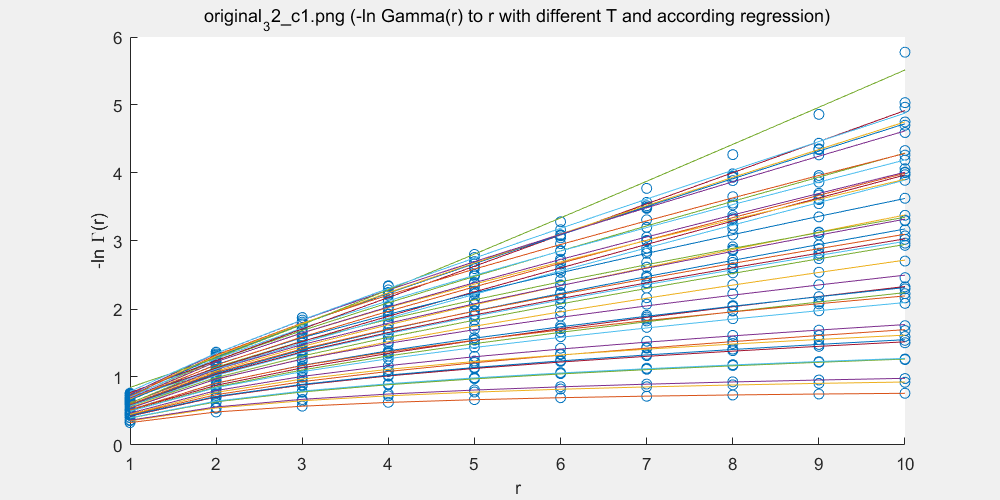 original₃2_c1.png (-ln Gamma(r) to r with different T and according regression)
6
5
4
3
2
1
0
-ln Γ(r)
1 2 3 4 5 6 7 8 9 10
r